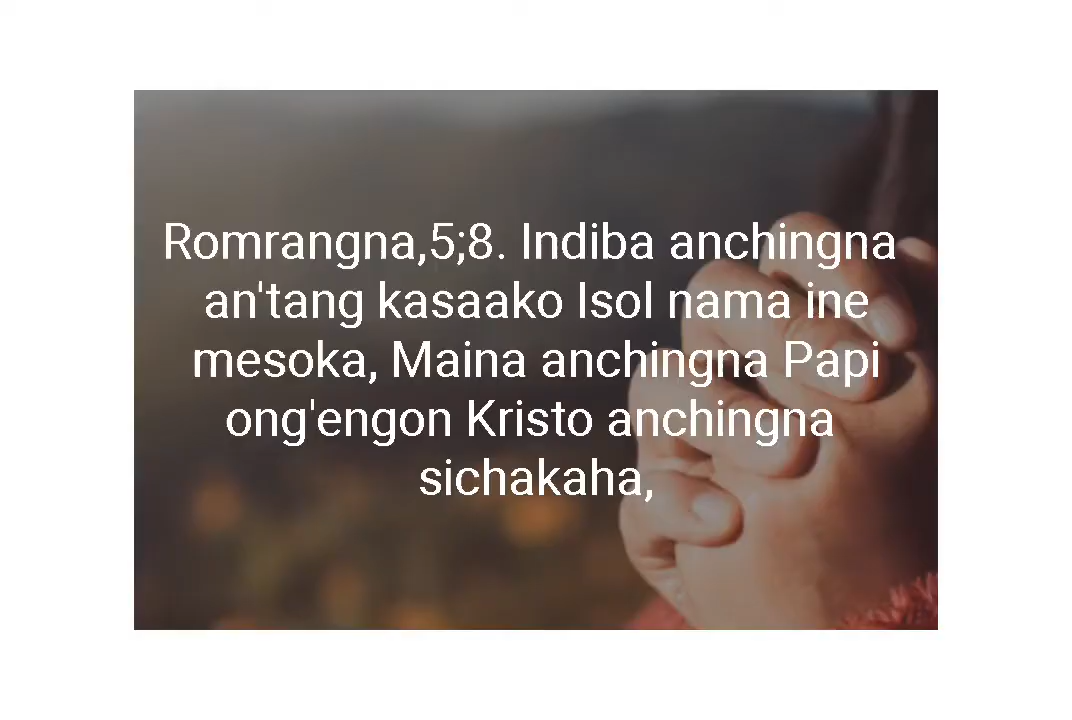 Romrangna,5;8. Indiba anchingna
an'tang kasaako Isol nama ine
mesoka, Maina anchingna Papi
ong'engon Kristo anchingna
sichakaha,